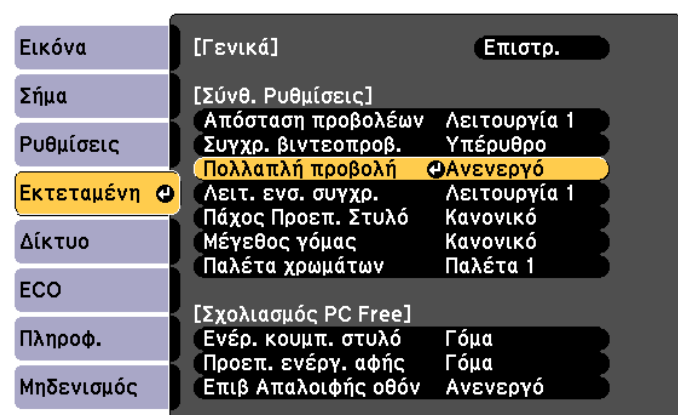 Εικόνα
Σήμα
Ρυθμίσεις
Εκτεταμένη
Δίκτυο
ECO
Πληροφ.
Μηδενισμός
[Γενικά] Επιστρ.
[Σύνθ. Ρυθμίσεις]
Απόσταση προβολέων Λειτουργία 1
Συγχρ. βιντεοπροβ. Υπέρυθρο
Πολλαπλή προβολή Ανενεργό
Λειτ. ενσ. συγχρ. Λειτουργία 1
Πάχος Προεπ. Στυλό Κανονικό
Μέγεθος γόμας Κανονικό
Παλέτα χρωμάτων Παλέτα 1
[Σχολιασμός PC Free]
Ενέρ. κουμπ. στυλό Γόμα
Προεπ. ενέργ. αφής Γόμα
Επιβ Απαλοιφής οθόν Ανενεργό